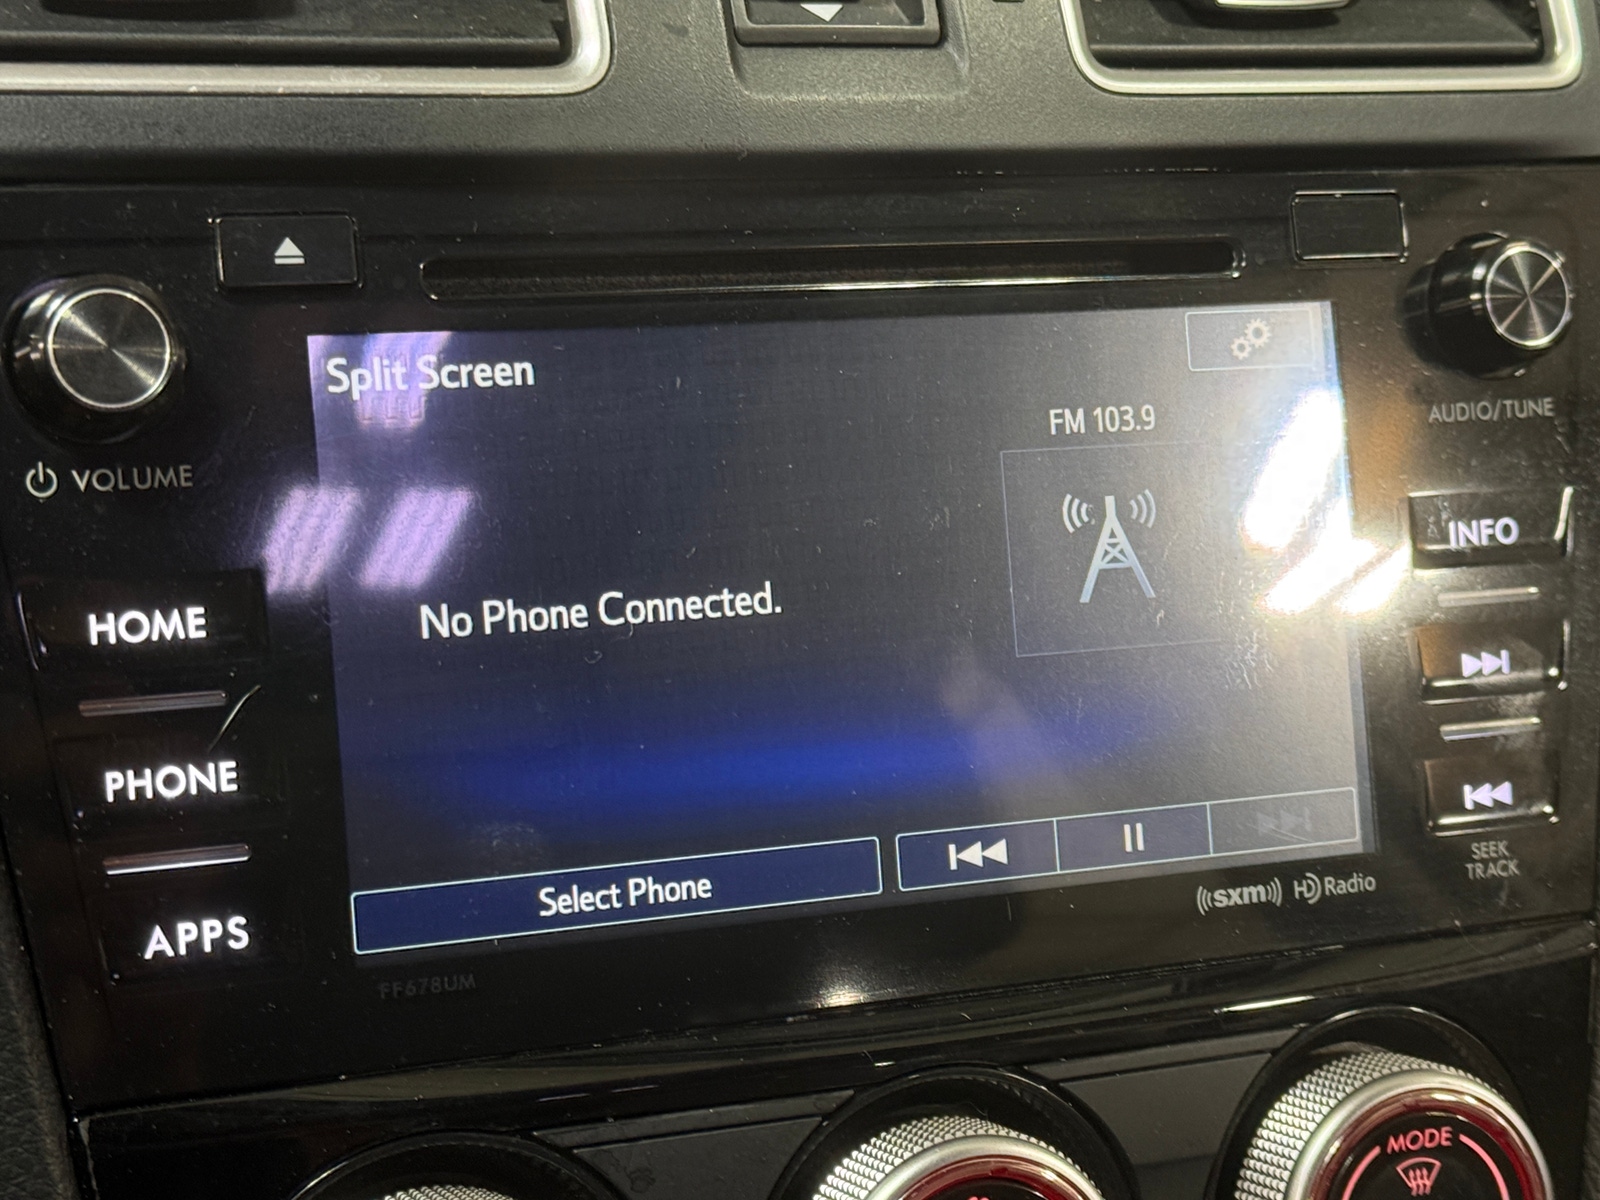 Split Screen
FM 103.9
AUDIO/TUNE
VOLUME
INFO
No Phone Connected.
HOME
PHONE
Select Phone
SEEK
TRACK
((sxm)) HD Radio
APPS
FF678UM
MODE